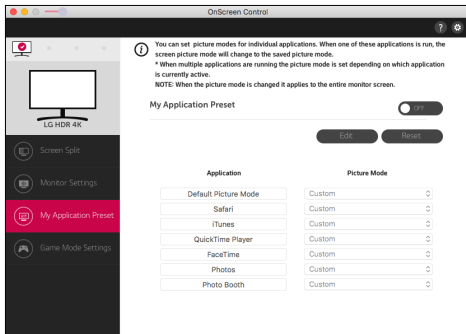 OnScreen Control
?
i
You can set picture modes for individual applications. When one of these applications is run, the
screen picture mode will change to the saved picture mode.
* When multiple applications are running the picture mode is set depending on which application
is currently active.
NOTE: When the picture mode is changed it applies to the entire monitor screen.
LG HDR 4K
Screen Split
Monitor Settings
My Application Preset
Game Mode Settings
My Application Preset
OFF
Edit Reset
Application Picture Mode
Default Picture Mode Custom
Safari Custom
iTunes Custom
QuickTime Player Custom
FaceTime Custom
Photos Custom
Photo Booth Custom